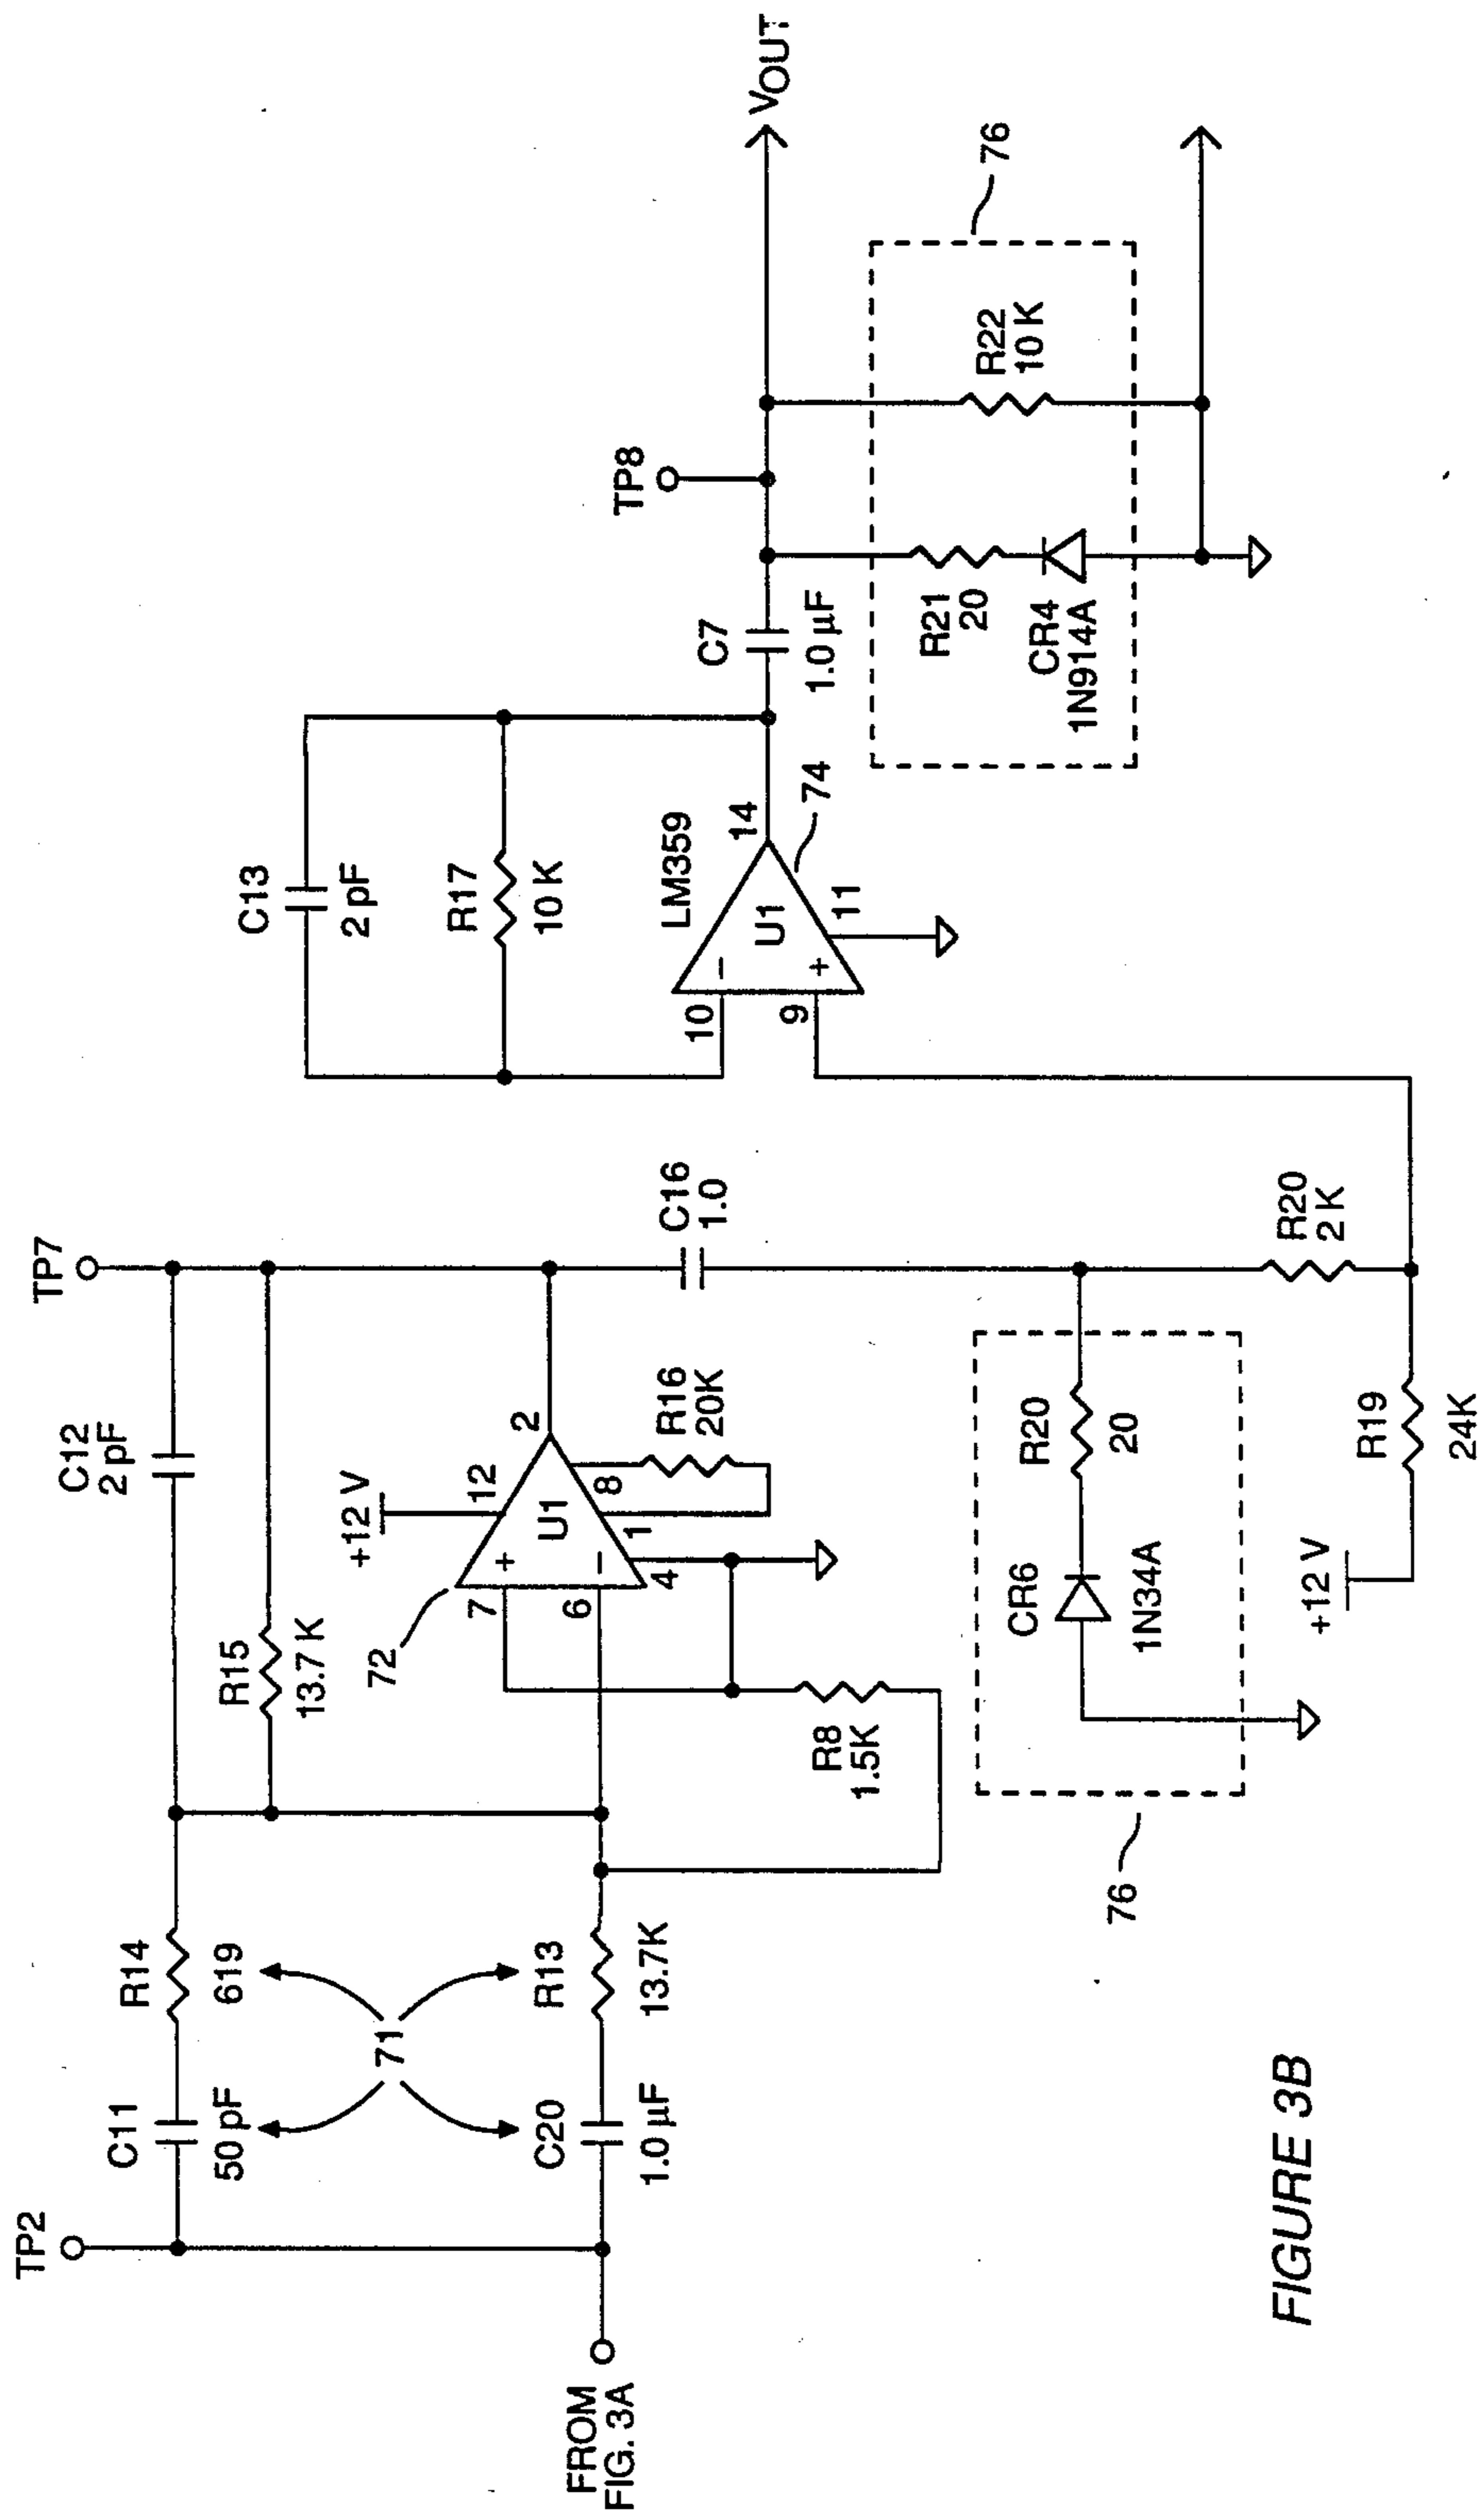 TP2
C11
50 pF
R14
619
71
C20
1.0 µF
R13
13.7K
FROM
FIG. 3A
C12
2 pF
TP7
R15
13.7 K
72
+12 V
12
7
+
U1
2
6
−
4
1
8
R16
20K
R8
1.5K
C16
1.0
CR6
1N34A
R20
20
76
R20
2 K
+12 V
R19
24K
C13
2 pF
R17
10 K
LM359
10
−
U1
14
9
+
11
74
C7
1.0 µF
TP8
VOUT
R21
20
CR4
1N914A
R22
10 K
76
FIGURE 3B